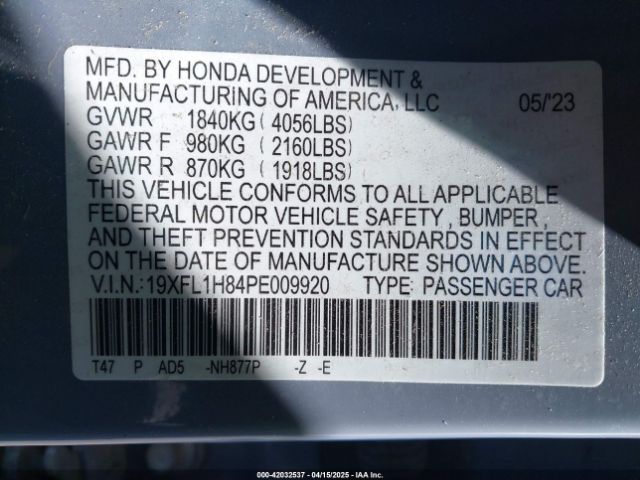 MFD. BY HONDA DEVELOPMENT &
MANUFACTURING OF AMERICA, LLC 05/'23
GVWR 1840KG ( 4056LBS)
GAWR F 980KG ( 2160LBS)
GAWR R 870KG ( 1918LBS)
THIS VEHICLE CONFORMS TO ALL APPLICABLE
FEDERAL MOTOR VEHICLE SAFETY , BUMPER ,
AND THEFT PREVENTION STANDARDS IN EFFECT
ON THE DATE OF MANUFACTURE SHOWN ABOVE.
V.I.N.:19XFL1H84PE009920 TYPE: PASSENGER CAR
T47 P AD5 -NH877P -Z -E
000-42032537 - 04/15/2025 - IAA Inc.